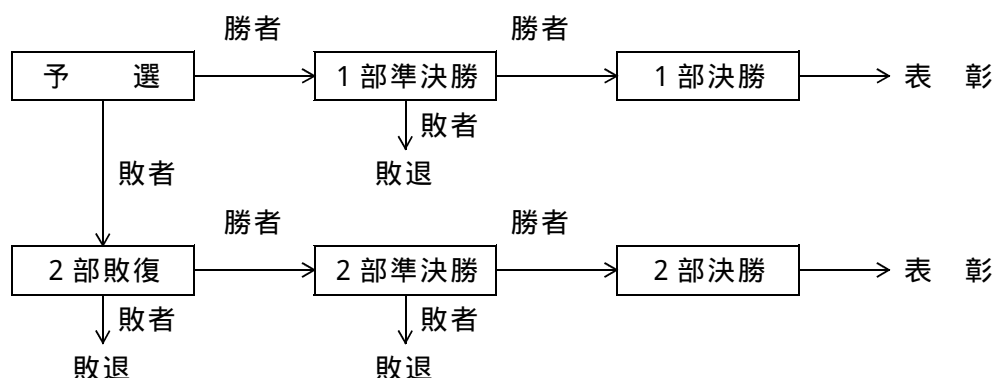 勝者 勝者
予 選 1部準決勝 1部決勝 表 彰
敗者
敗者 敗退
勝者 勝者
2部敗復 2部準決勝 2部決勝 表 彰
敗者 敗者
敗退 敗退